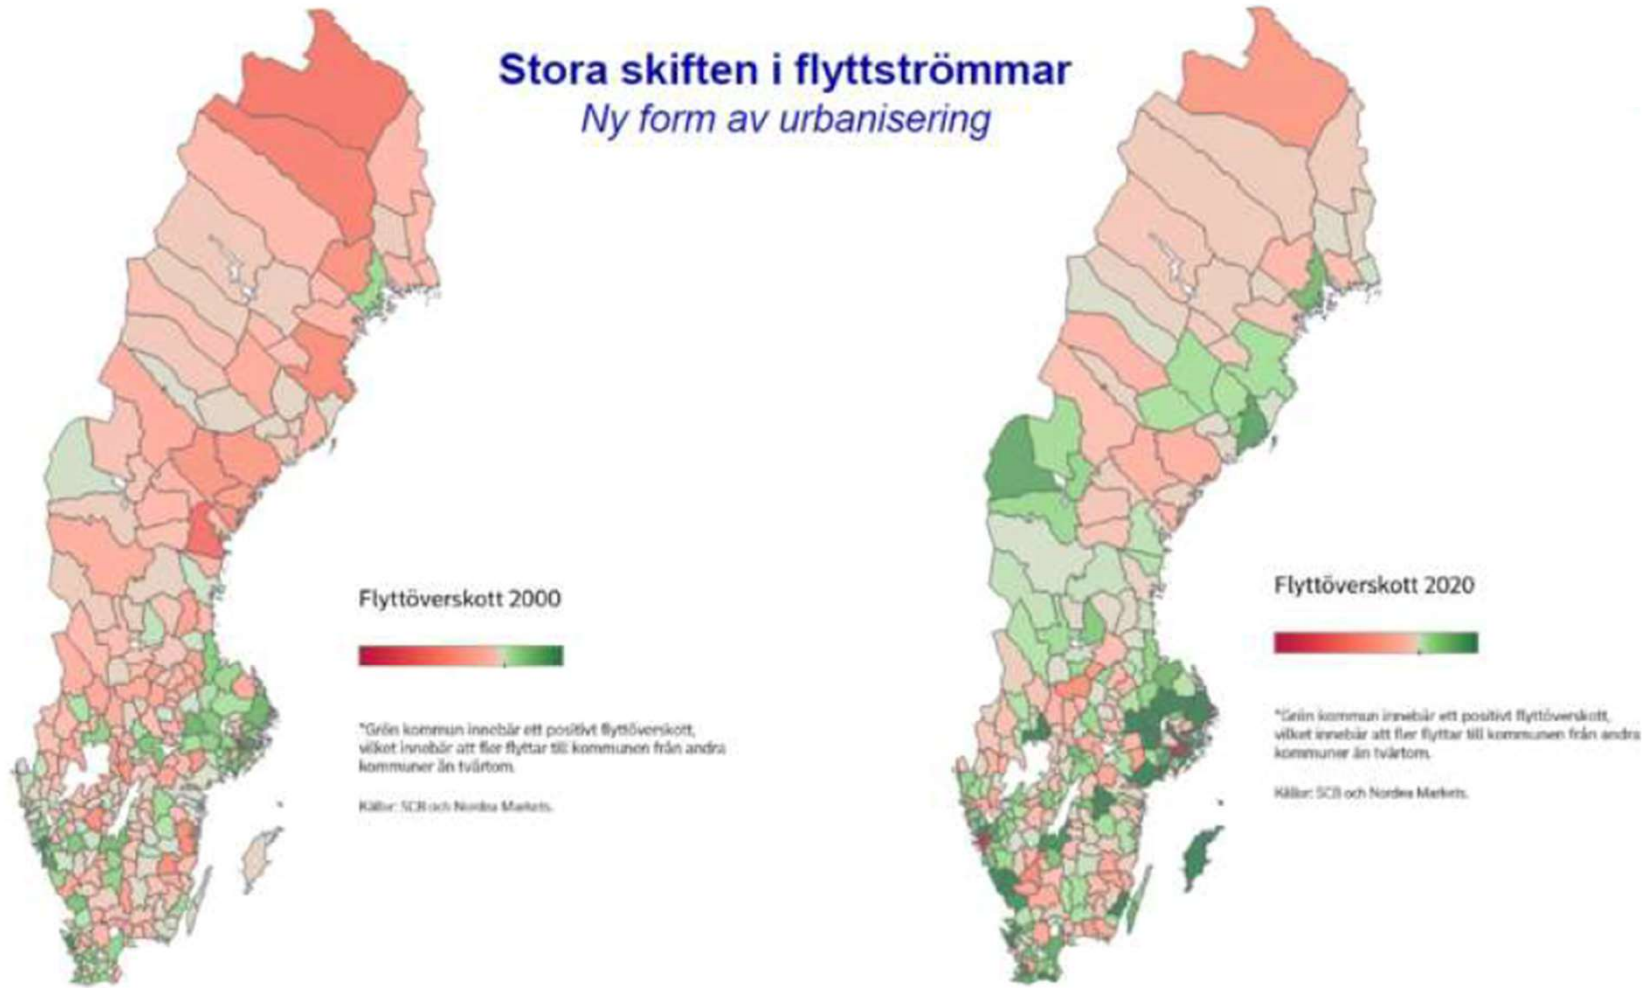 Stora skiften i flyttströmmar
Ny form av urbanisering
Flyttöverskott 2000
*Grön kommun innebär ett positivt flyttöverskott,
vilket innebär att fler flyttar till kommunen från andra
kommuner än tvärtom.
Källor: SCB och Nordea Markets.
Flyttöverskott 2020
*Grön kommun innebär ett positivt flyttöverskott,
vilket innebär att fler flyttar till kommunen från andra
kommuner än tvärtom.
Källor: SCB och Nordea Markets.